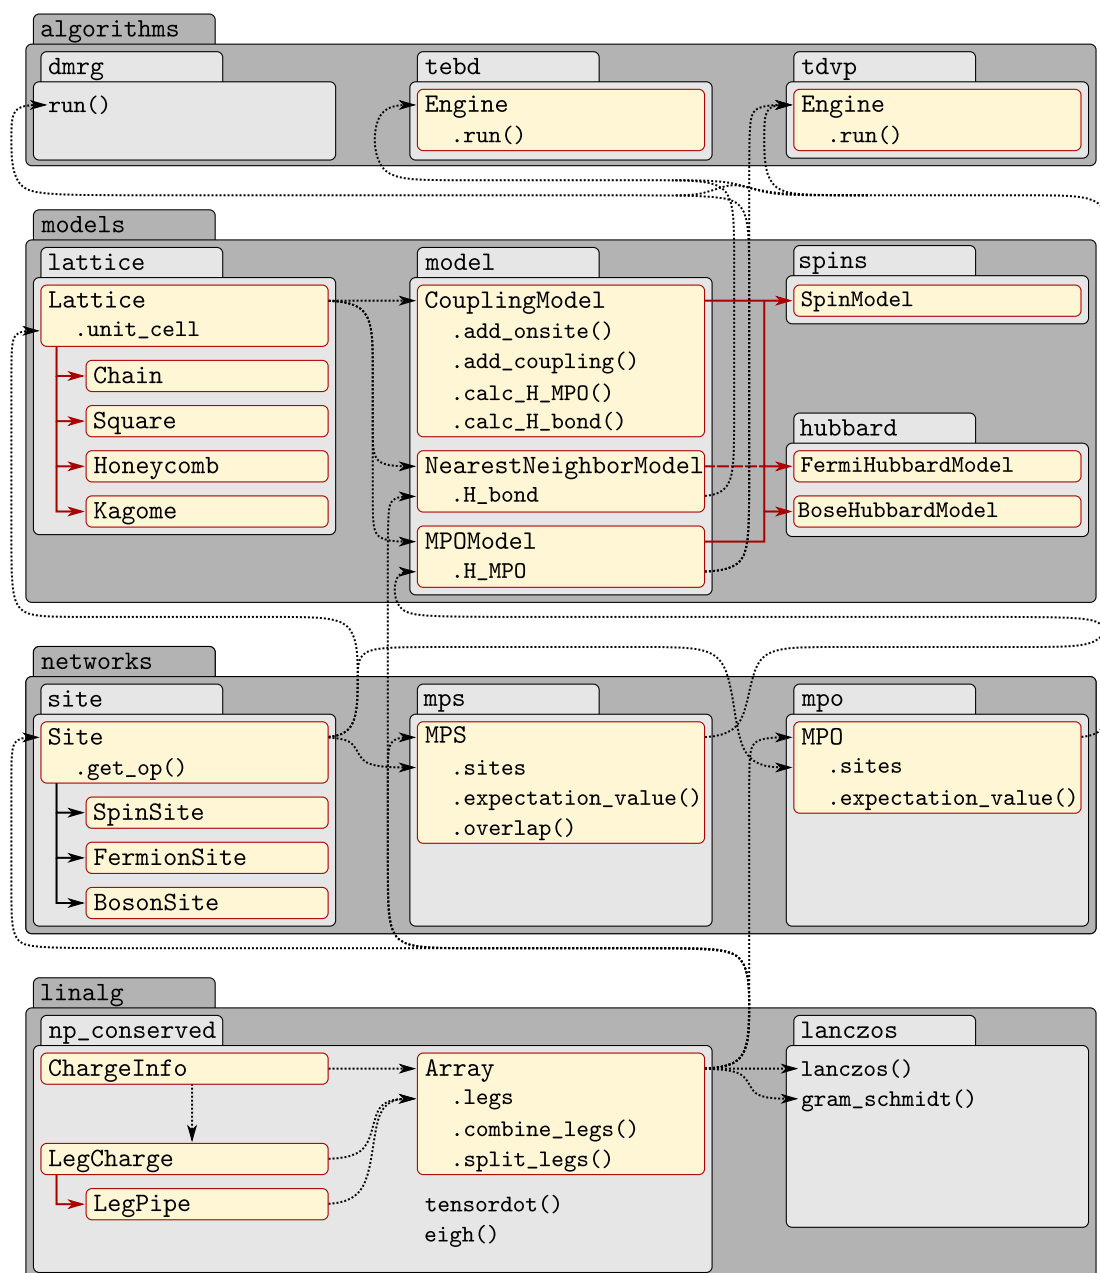 algorithms
dmrg
run()
tebd
Engine
.run()
tdvp
Engine
.run()
models
lattice
Lattice
.unit_cell
Chain
Square
Honeycomb
Kagome
model
CouplingModel
.add_onsite()
.add_coupling()
.calc_H_MPO()
.calc_H_bond()
NearestNeighborModel
.H_bond
MPOModel
.H_MPO
spins
SpinModel
hubbard
FermiHubbardModel
BoseHubbardModel
networks
site
Site
.get_op()
SpinSite
FermionSite
BosonSite
mps
MPS
.sites
.expectation_value()
.overlap()
mpo
MPO
.sites
.expectation_value()
linalg
np_conserved
ChargeInfo
LegCharge
LegPipe
Array
.legs
.combine_legs()
.split_legs()
tensordot()
eigh()
lanczos
lanczos()
gram_schmidt()